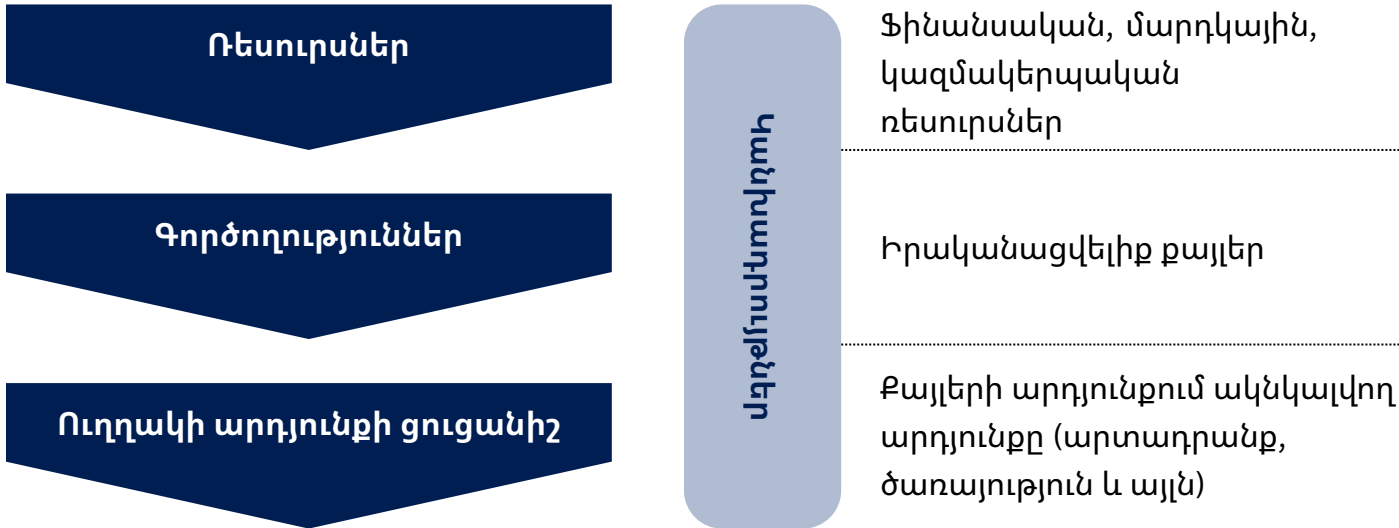 Ռեսուրսներ
Գործողություններ
Ուղղակի արդյունքի ցուցանիշ
Կանխադրույթներ
Ֆինանսական, մարդկային,
կազմակերպական
ռեսուրսներ
Իրականացվելիք քայլեր
Քայլերի արդյունքում ակնկալվող
արդյունքը (արտադրանք,
ծառայություն և այլն)